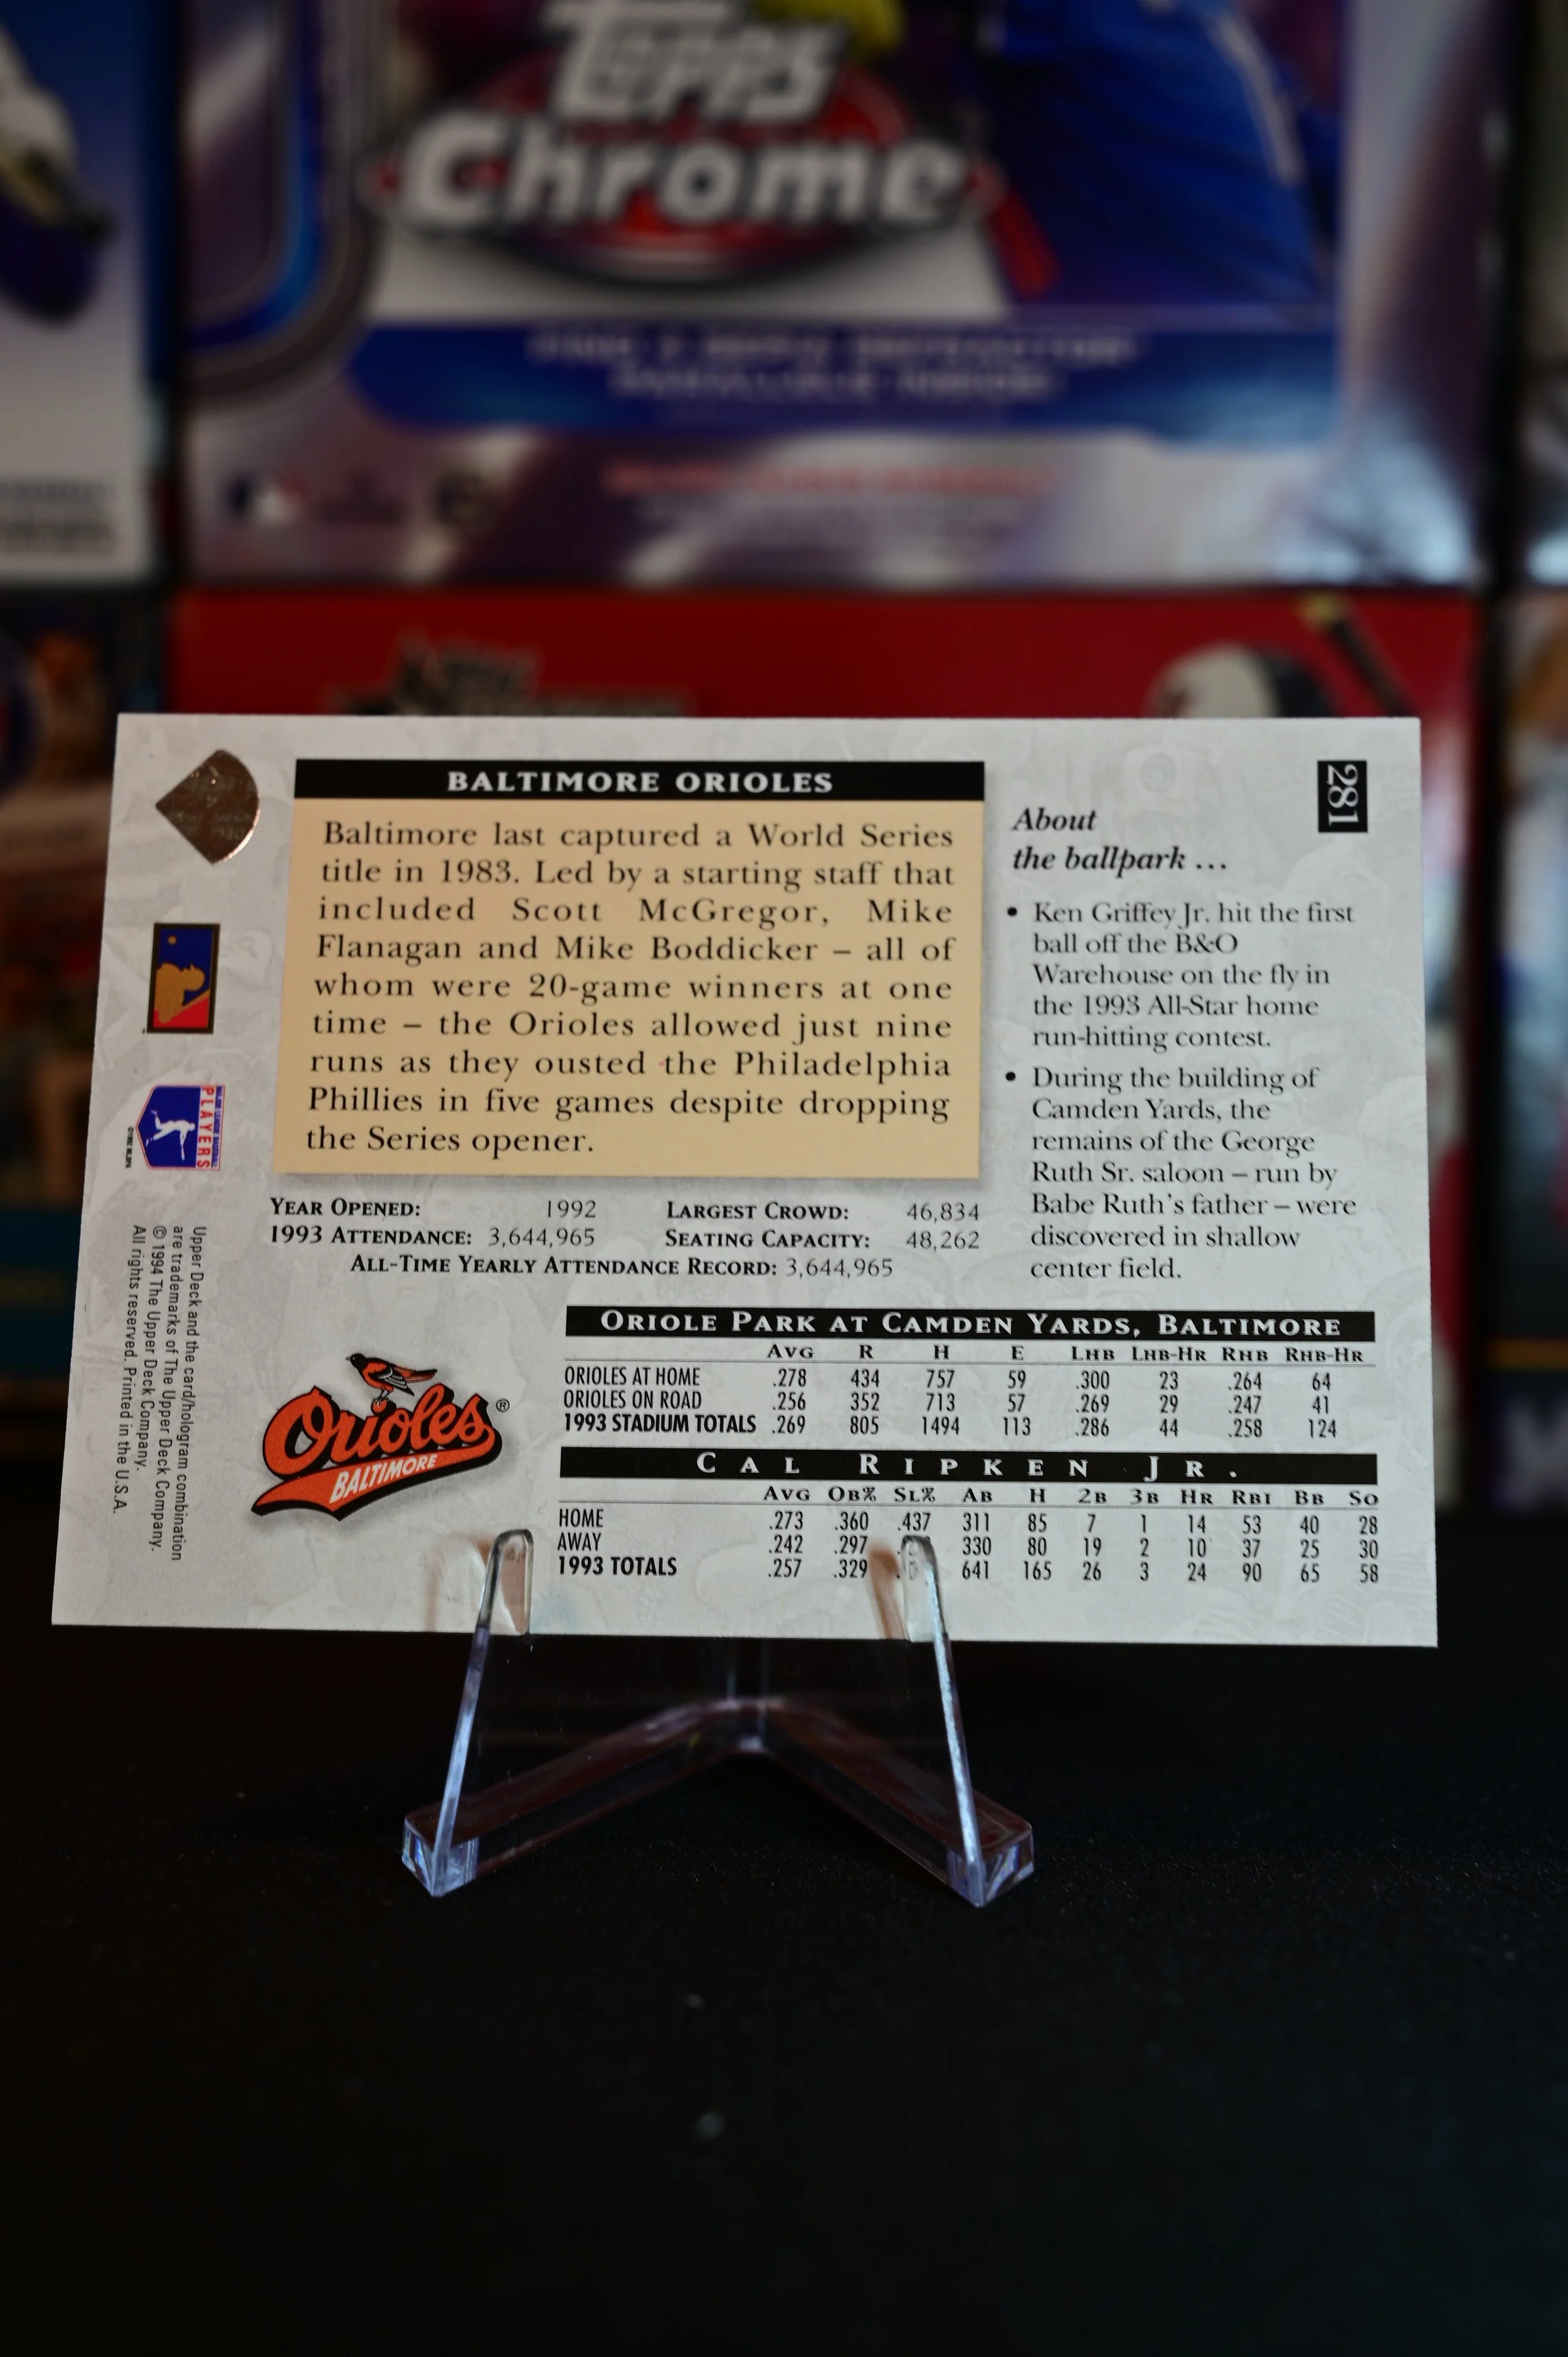 Topps
Chrome
BALTIMORE ORIOLES
Baltimore last captured a World Series
title in 1983. Led by a starting staff that
included Scott McGregor, Mike
Flanagan and Mike Boddicker – all of
whom were 20-game winners at one
time – the Orioles allowed just nine
runs as they ousted the Philadelphia
Phillies in five games despite dropping
the Series opener.
281
About
the ballpark ...
• Ken Griffey Jr. hit the first
ball off the B&O
Warehouse on the fly in
the 1993 All-Star home
run-hitting contest.
• During the building of
Camden Yards, the
remains of the George
Ruth Sr. saloon – run by
Babe Ruth's father – were
discovered in shallow
center field.
YEAR OPENED: 1992 LARGEST CROWD: 46,834
1993 ATTENDANCE: 3,644,965 SEATING CAPACITY: 48,262
ALL-TIME YEARLY ATTENDANCE RECORD: 3,644,965
PLAYERS
Upper Deck and the card/hologram combination
are trademarks of The Upper Deck Company.
© 1994 The Upper Deck Company.
All rights reserved. Printed in the U.S.A.
Orioles ®
BALTIMORE
ORIOLE PARK AT CAMDEN YARDS, BALTIMORE
AVG R H E LHB LHB-HR RHB RHB-HR
ORIOLES AT HOME .278 434 757 59 .300 23 .264 64
ORIOLES ON ROAD .256 352 713 57 .269 29 .247 41
1993 STADIUM TOTALS .269 805 1494 113 .286 44 .258 124
CAL RIPKEN JR.
AVG OB% SL% AB H 2B 3B HR RBI BB SO
HOME .273 .360 .437 311 85 7 1 14 53 40 28
AWAY .242 .297 330 80 19 2 10 37 25 30
1993 TOTALS .257 .329 641 165 26 3 24 90 65 58